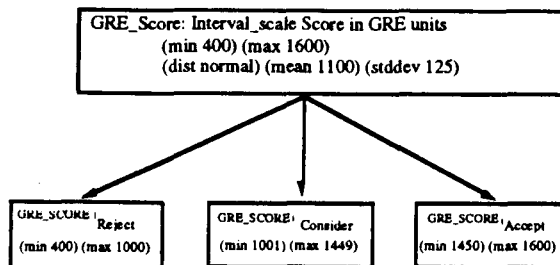 GRE_Score: Interval_scale Score in GRE units
(min 400) (max 1600)
(dist normal) (mean 1100) (stddev 125)
GRE_SCORE|Reject
(min 400) (max 1000)
GRE_SCORE|Consider
(min 1001) (max 1449)
GRE_SCORE|Accept
(min 1450) (max 1600)